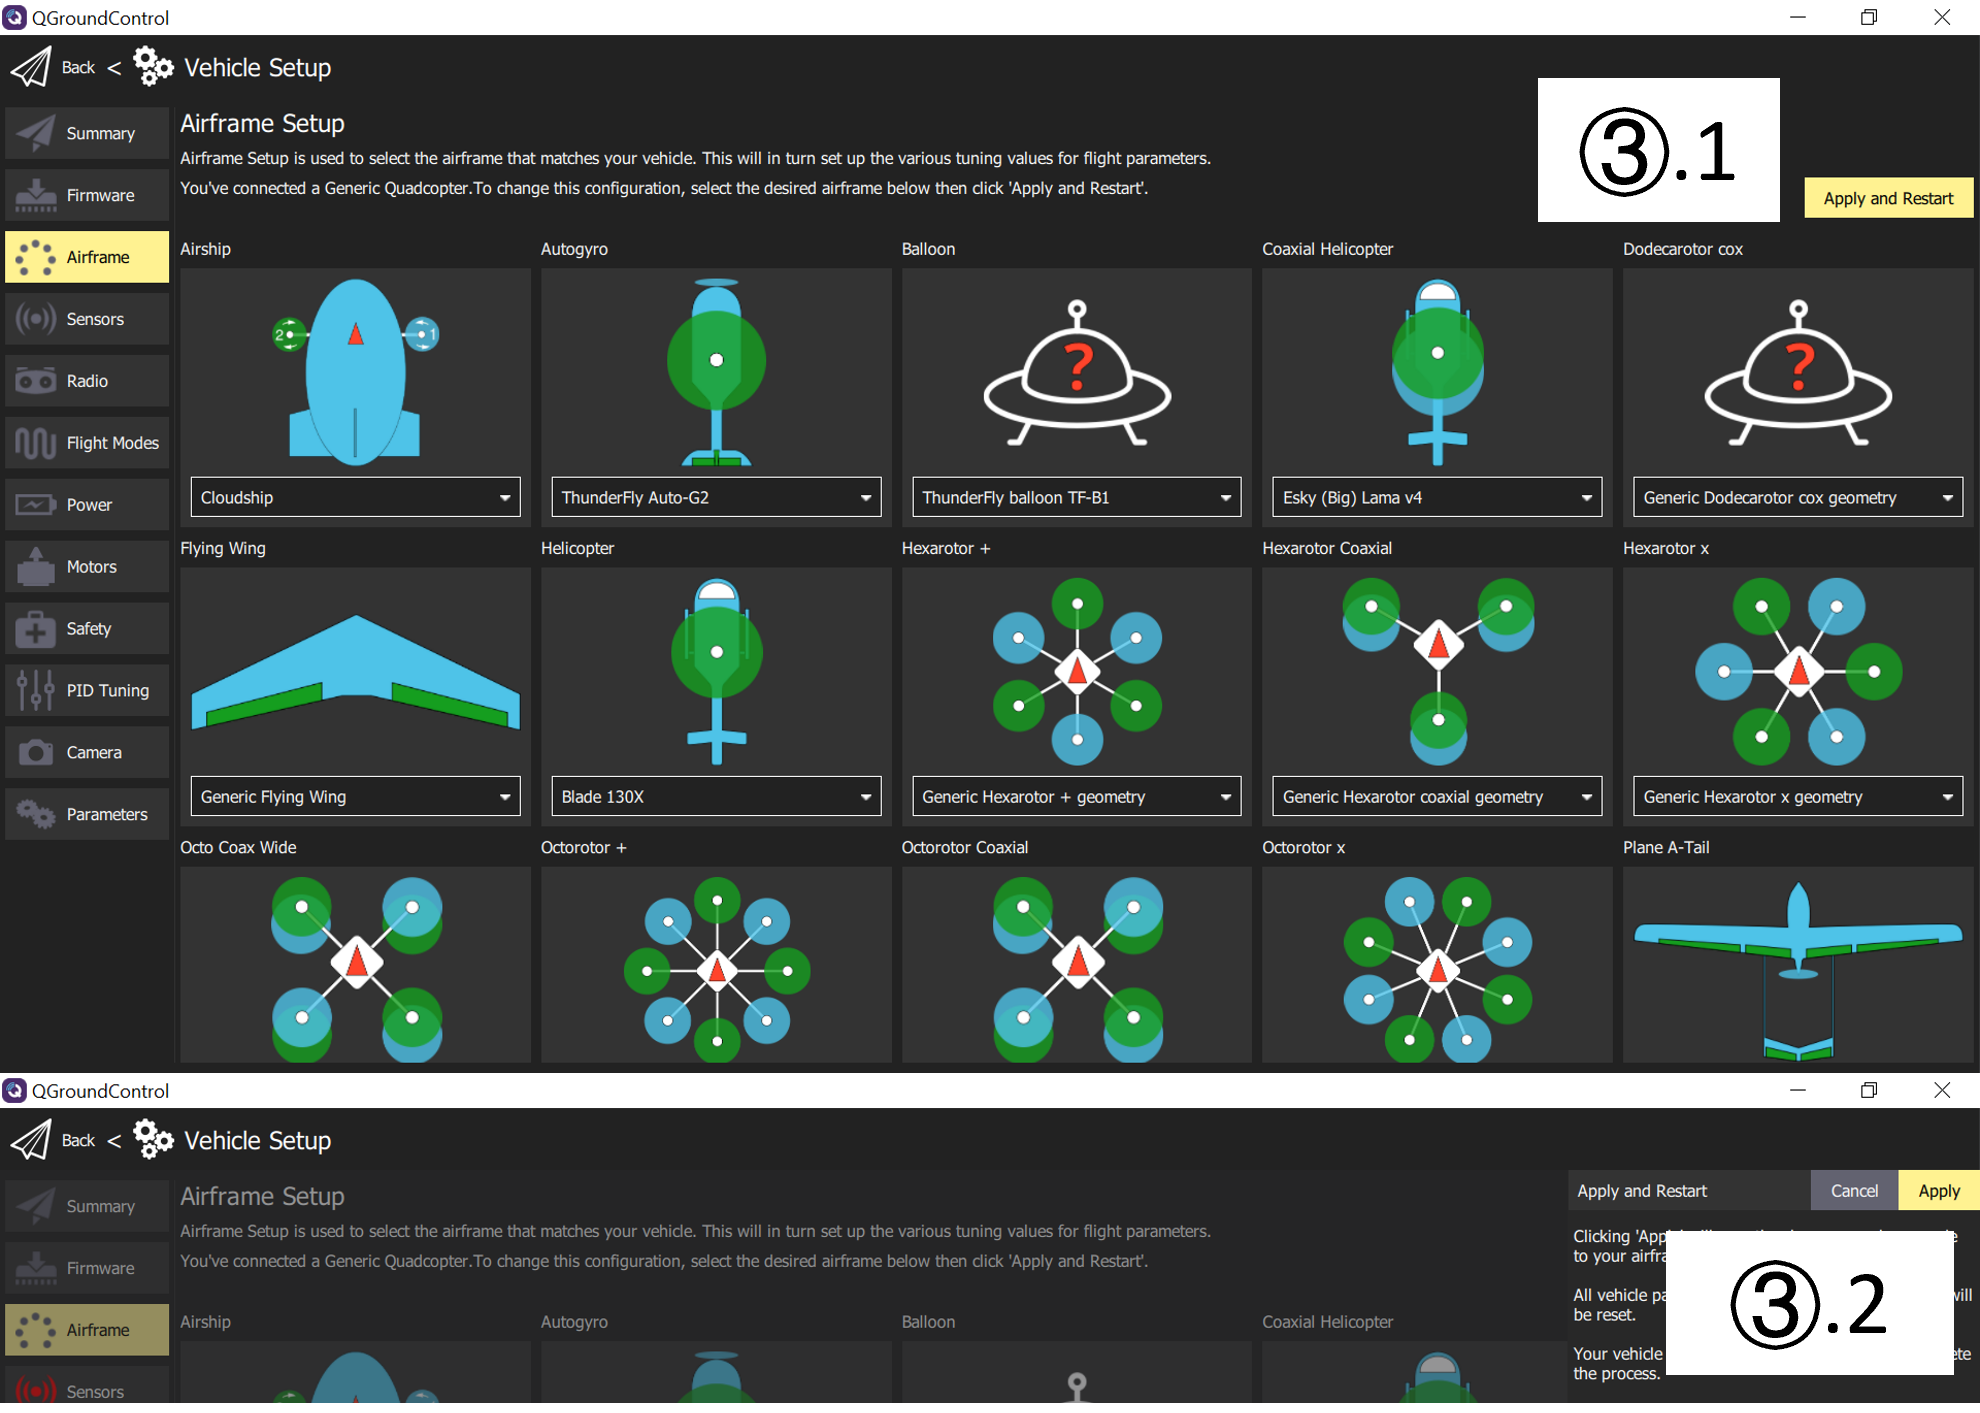 QGroundControl
Back < Vehicle Setup
③.1
Summary
Firmware
Airframe
Sensors
Radio
Flight Modes
Power
Motors
Safety
PID Tuning
Camera
Parameters
Airframe Setup
Airframe Setup is used to select the airframe that matches your vehicle. This will in turn set up the various tuning values for flight parameters.
You've connected a Generic Quadcopter.To change this configuration, select the desired airframe below then click 'Apply and Restart'.
Apply and Restart
Airship
Autogyro
Balloon
Coaxial Helicopter
Dodecarotor cox
2
1
?
?
Cloudship
ThunderFly Auto-G2
ThunderFly balloon TF-B1
Esky (Big) Lama v4
Generic Dodecarotor cox geometry
Flying Wing
Helicopter
Hexarotor +
Hexarotor Coaxial
Hexarotor x
Generic Flying Wing
Blade 130X
Generic Hexarotor + geometry
Generic Hexarotor coaxial geometry
Generic Hexarotor x geometry
Octo Coax Wide
Octorotor +
Octorotor Coaxial
Octorotor x
Plane A-Tail
QGroundControl
Back < Vehicle Setup
Summary
Firmware
Airframe
Sensors
Airframe Setup
Airframe Setup is used to select the airframe that matches your vehicle. This will in turn set up the various tuning values for flight parameters.
You've connected a Generic Quadcopter.To change this configuration, select the desired airframe below then click 'Apply and Restart'.
Airship
Autogyro
Balloon
Coaxial Helicopter
Apply and Restart
Cancel
Apply
Clicking
to your
All vehicle will
be reset.
Your vehicle
the process.
③.2